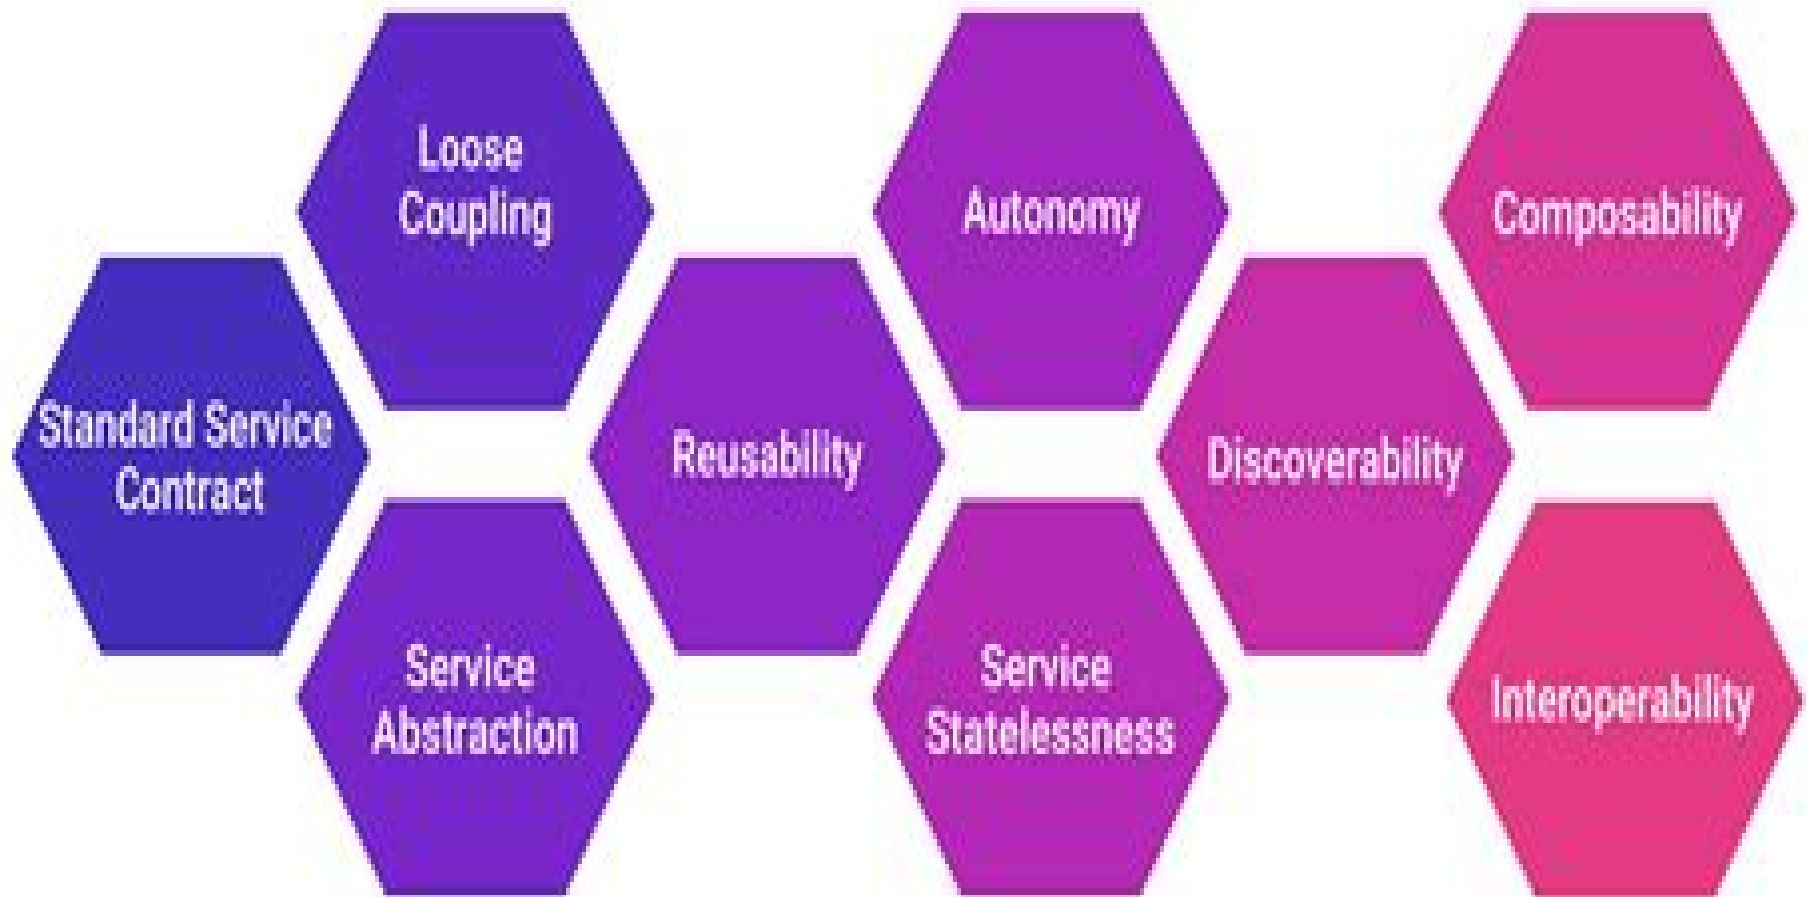 Loose
Coupling
Autonomy
Composability
Standard Service
Contract
Reusability
Discoverability
Service
Abstraction
Service
Statelessness
Interoperability